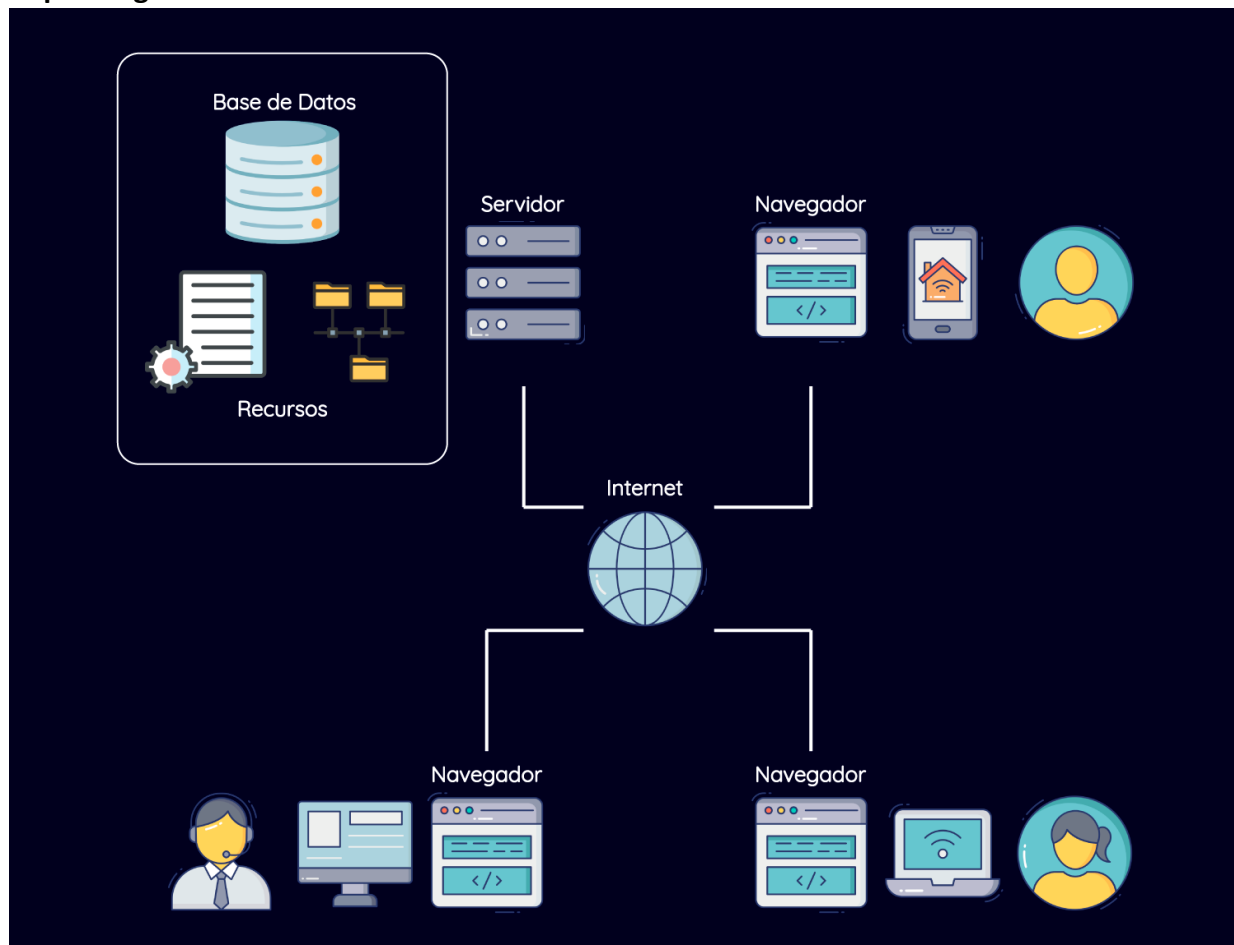 Base de Datos
Servidor
Navegador
Recursos
Internet
Navegador
Navegador